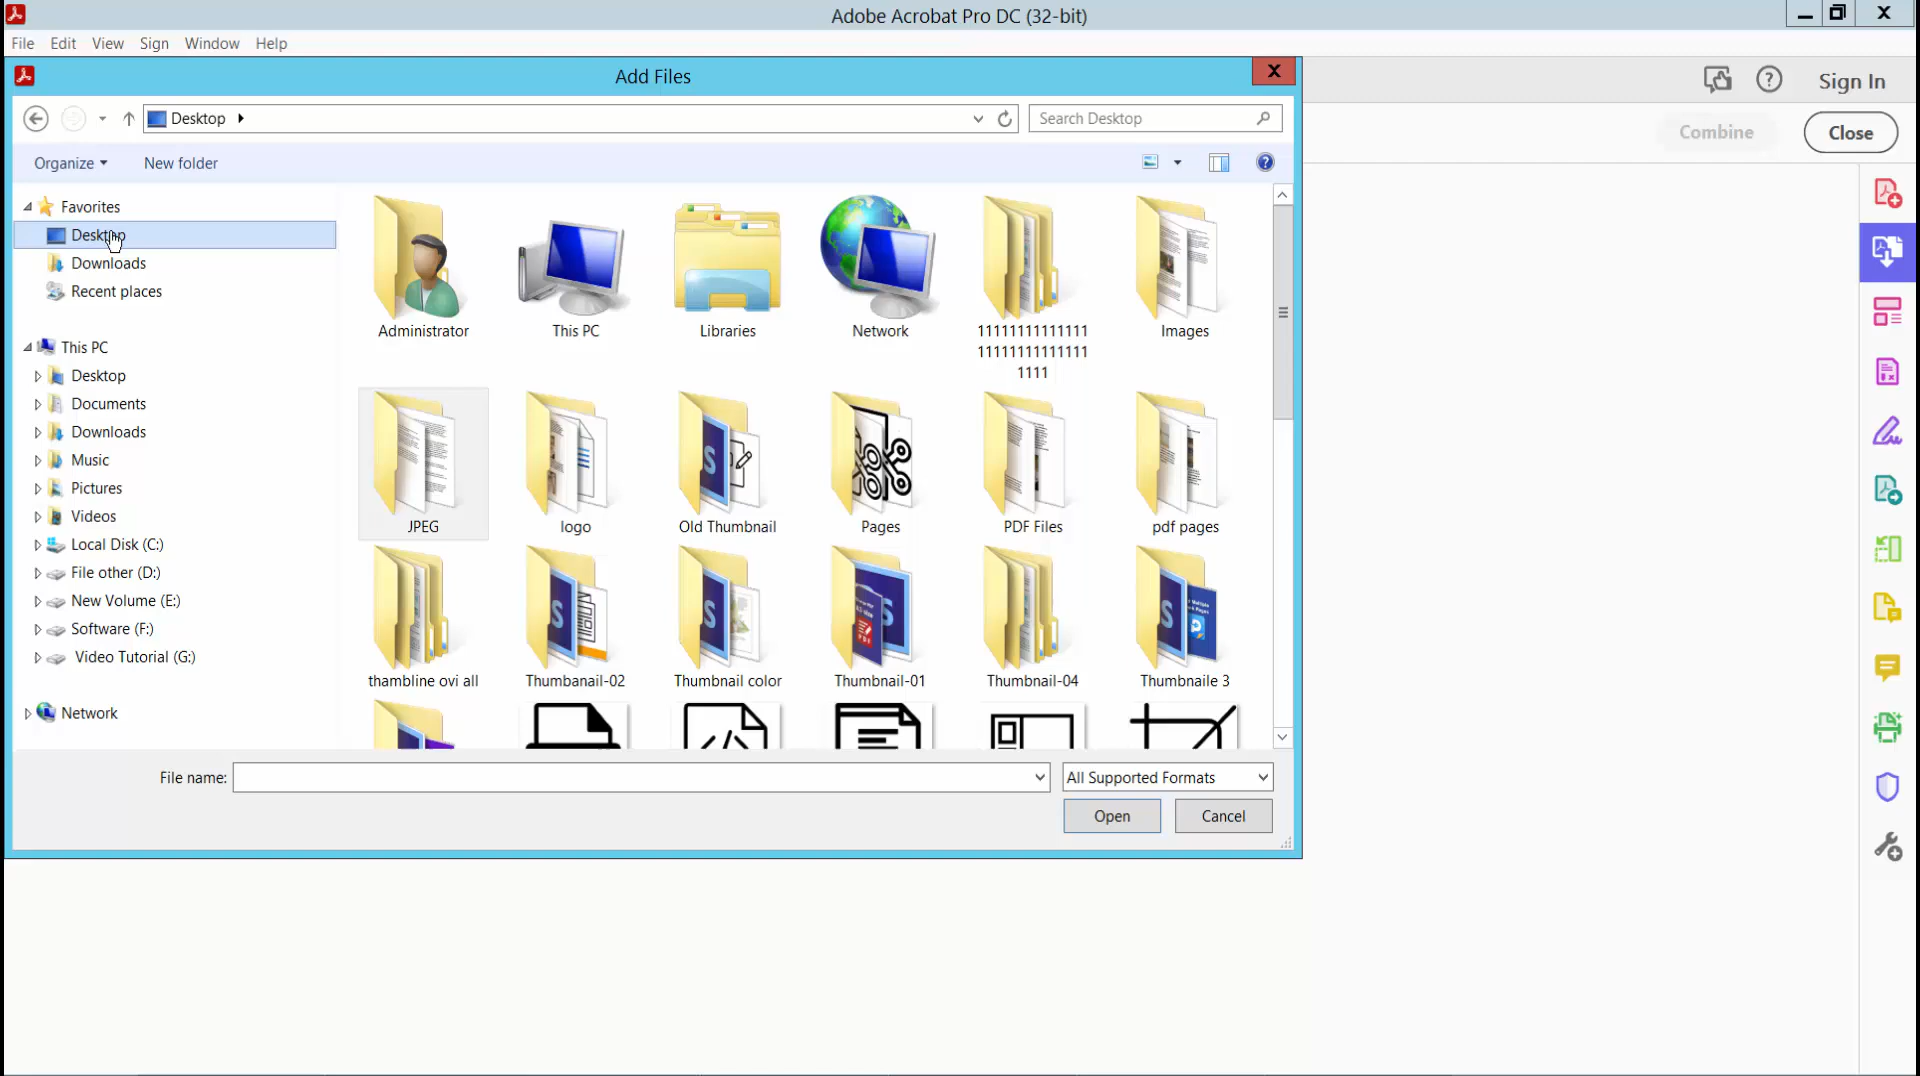 Adobe Acrobat Pro DC (32-bit)
File Edit View Sign Window Help
Add Files
Sign In
Desktop
Search Desktop
Combine
Close
Organize
New folder
Favorites
Desktop
Downloads
Recent places
This PC
Desktop
Documents
Downloads
Music
Pictures
Videos
Local Disk (C:)
File other (D:)
New Volume (E:)
Software (F:)
Video Tutorial (G:)
Network
Administrator
This PC
Libraries
Network
11111111111111
11111111111111
1111
Images
JPEG
logo
Old Thumbnail
Pages
PDF Files
pdf pages
thambline ovi all
Thumbanail-02
Thumbnail color
Thumbnail-01
Thumbnail-04
Thumbnaile 3
File name:
All Supported Formats
Open
Cancel